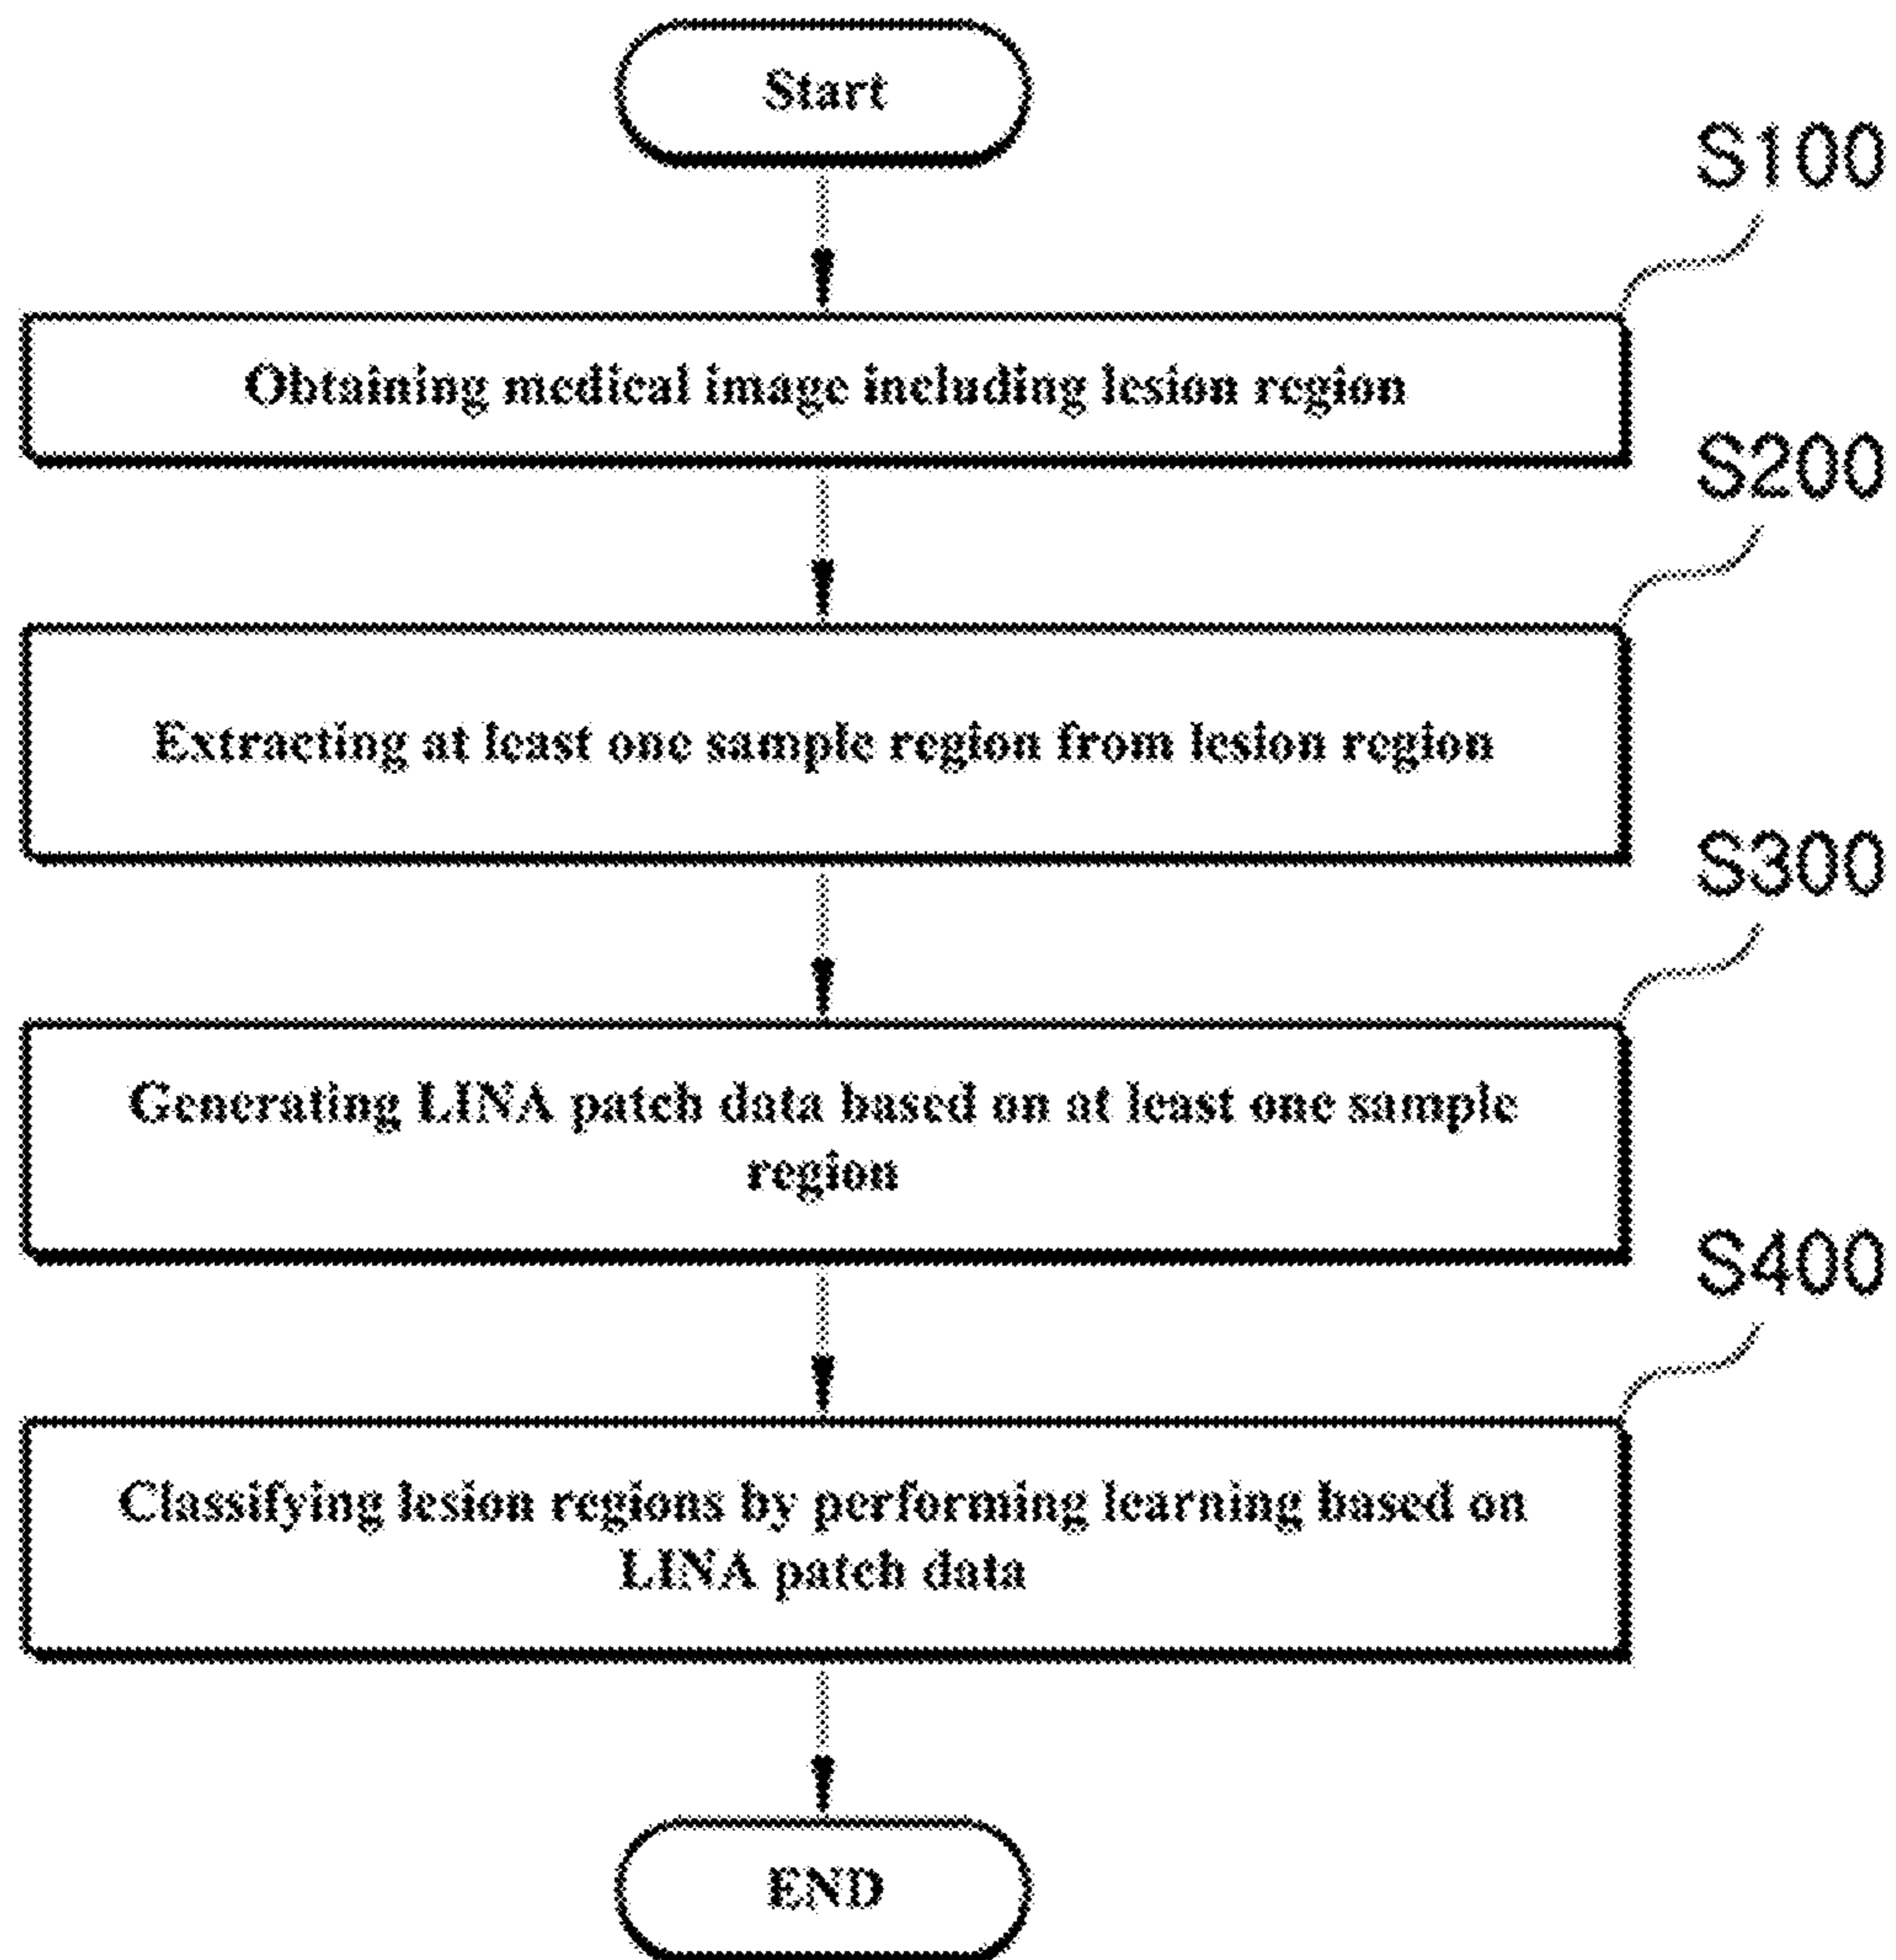 Start
S100
Obtaining medical image including lesion region
S200
Extracting at least one sample region from lesion region
S300
Generating LINA patch data based on at least one sample
region
S400
Classifying lesion regions by performing learning based on
LINA patch data
END